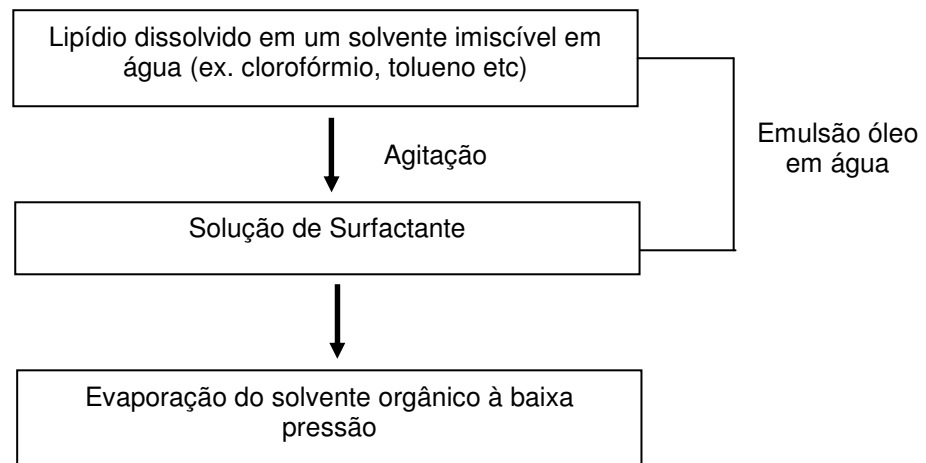 Lipídio dissolvido em um solvente imiscível em
água (ex. clorofórmio, tolueno etc)
Agitação
Emulsão óleo
em água
Solução de Surfactante
Evaporação do solvente orgânico à baixa
pressão